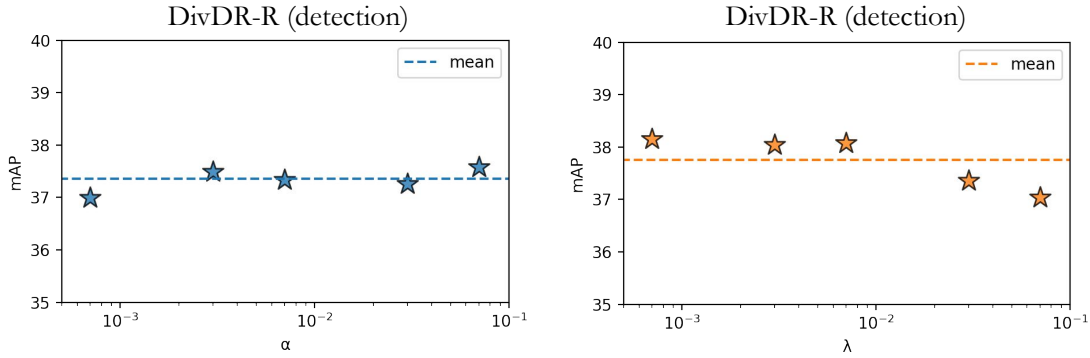 DivDR-R (detection)
40
39
38
37
36
35
mAP
mean
10⁻³
10⁻²
10⁻¹
α
DivDR-R (detection)
40
39
38
37
36
35
mAP
mean
10⁻³
10⁻²
10⁻¹
λ